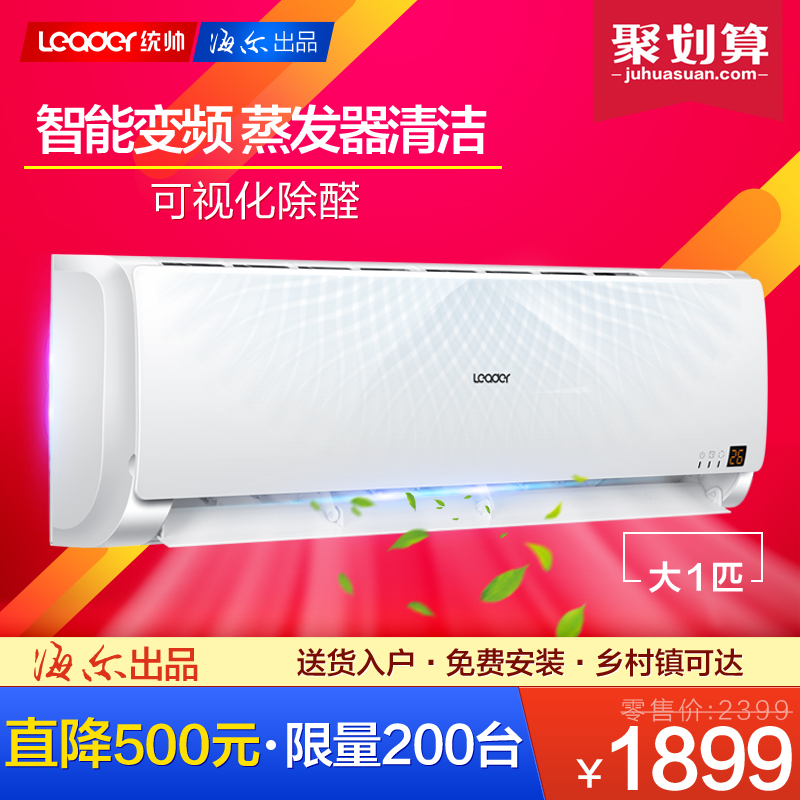 Leader 统帅 海尔出品
聚划算
juhuasuan.com
智能变频 蒸发器清洁
可视化除醛
Leader
26
大1匹
海尔出品 送货入户·免费安装·乡村镇可达
直降500元·限量200台
零售价:2399
¥1899